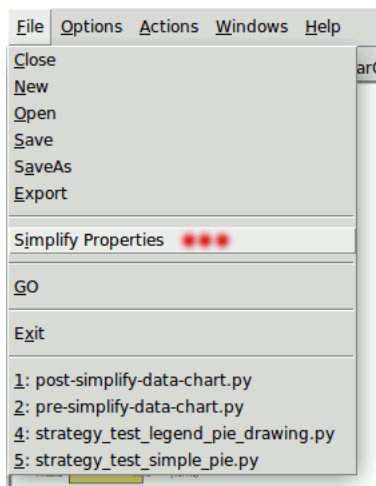 File Options Actions Windows Help
Close
New
Open
Save
SaveAs
Export
Simplify Properties
GO
Exit
1: post-simplify-data-chart.py
2: pre-simplify-data-chart.py
4: strategy_test_legend_pie_drawing.py
5: strategy_test_simple_pie.py